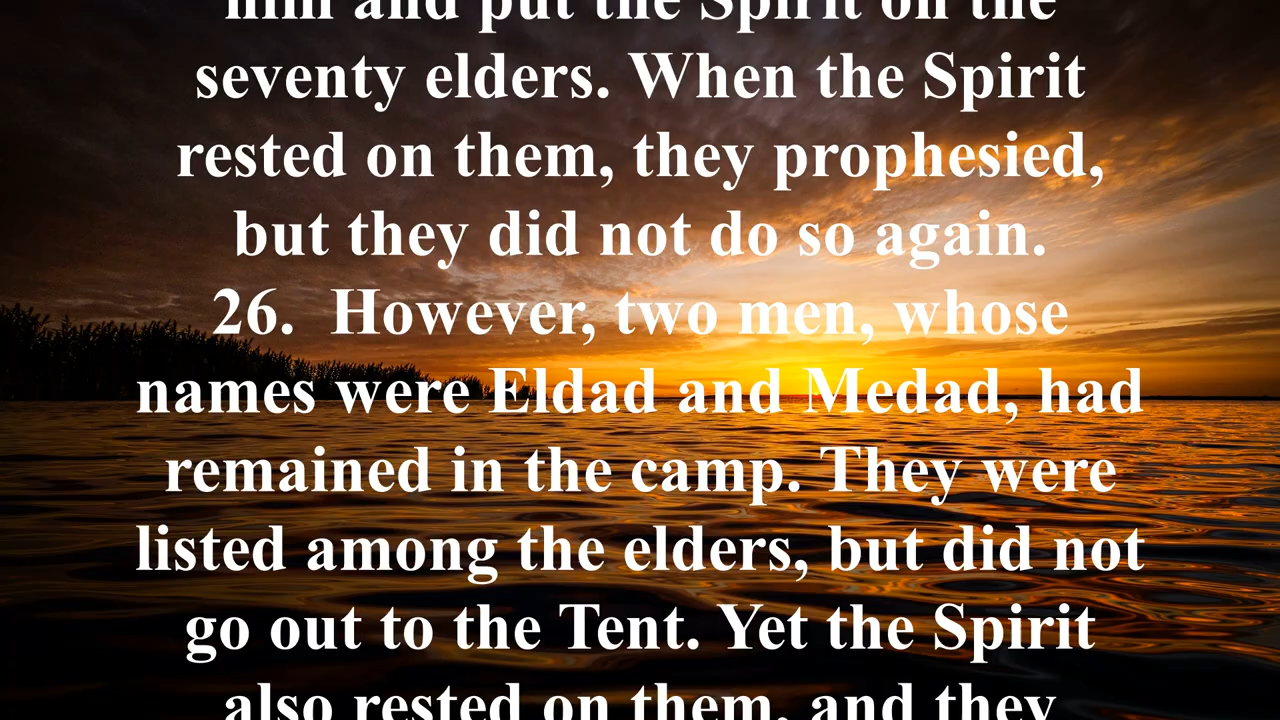 him and put the Spirit on the
seventy elders. When the Spirit
rested on them, they prophesied,
but they did not do so again.
26. However, two men, whose
names were Eldad and Medad, had
remained in the camp. They were
listed among the elders, but did not
go out to the Tent. Yet the Spirit
also rested on them, and they